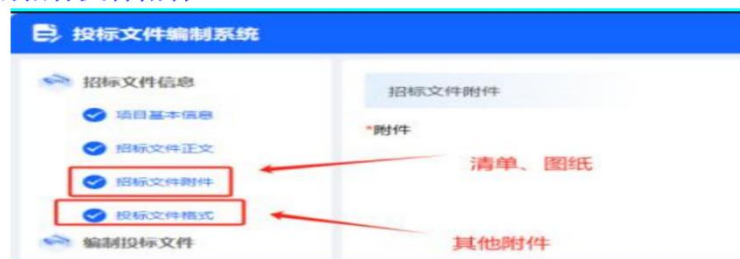 投标文件编制系统
招标文件信息
招标文件附件
项目基本信息
*附件
招标文件正文
清单、图纸
招标文件附件
投标文件格式
编制投标文件
其他附件